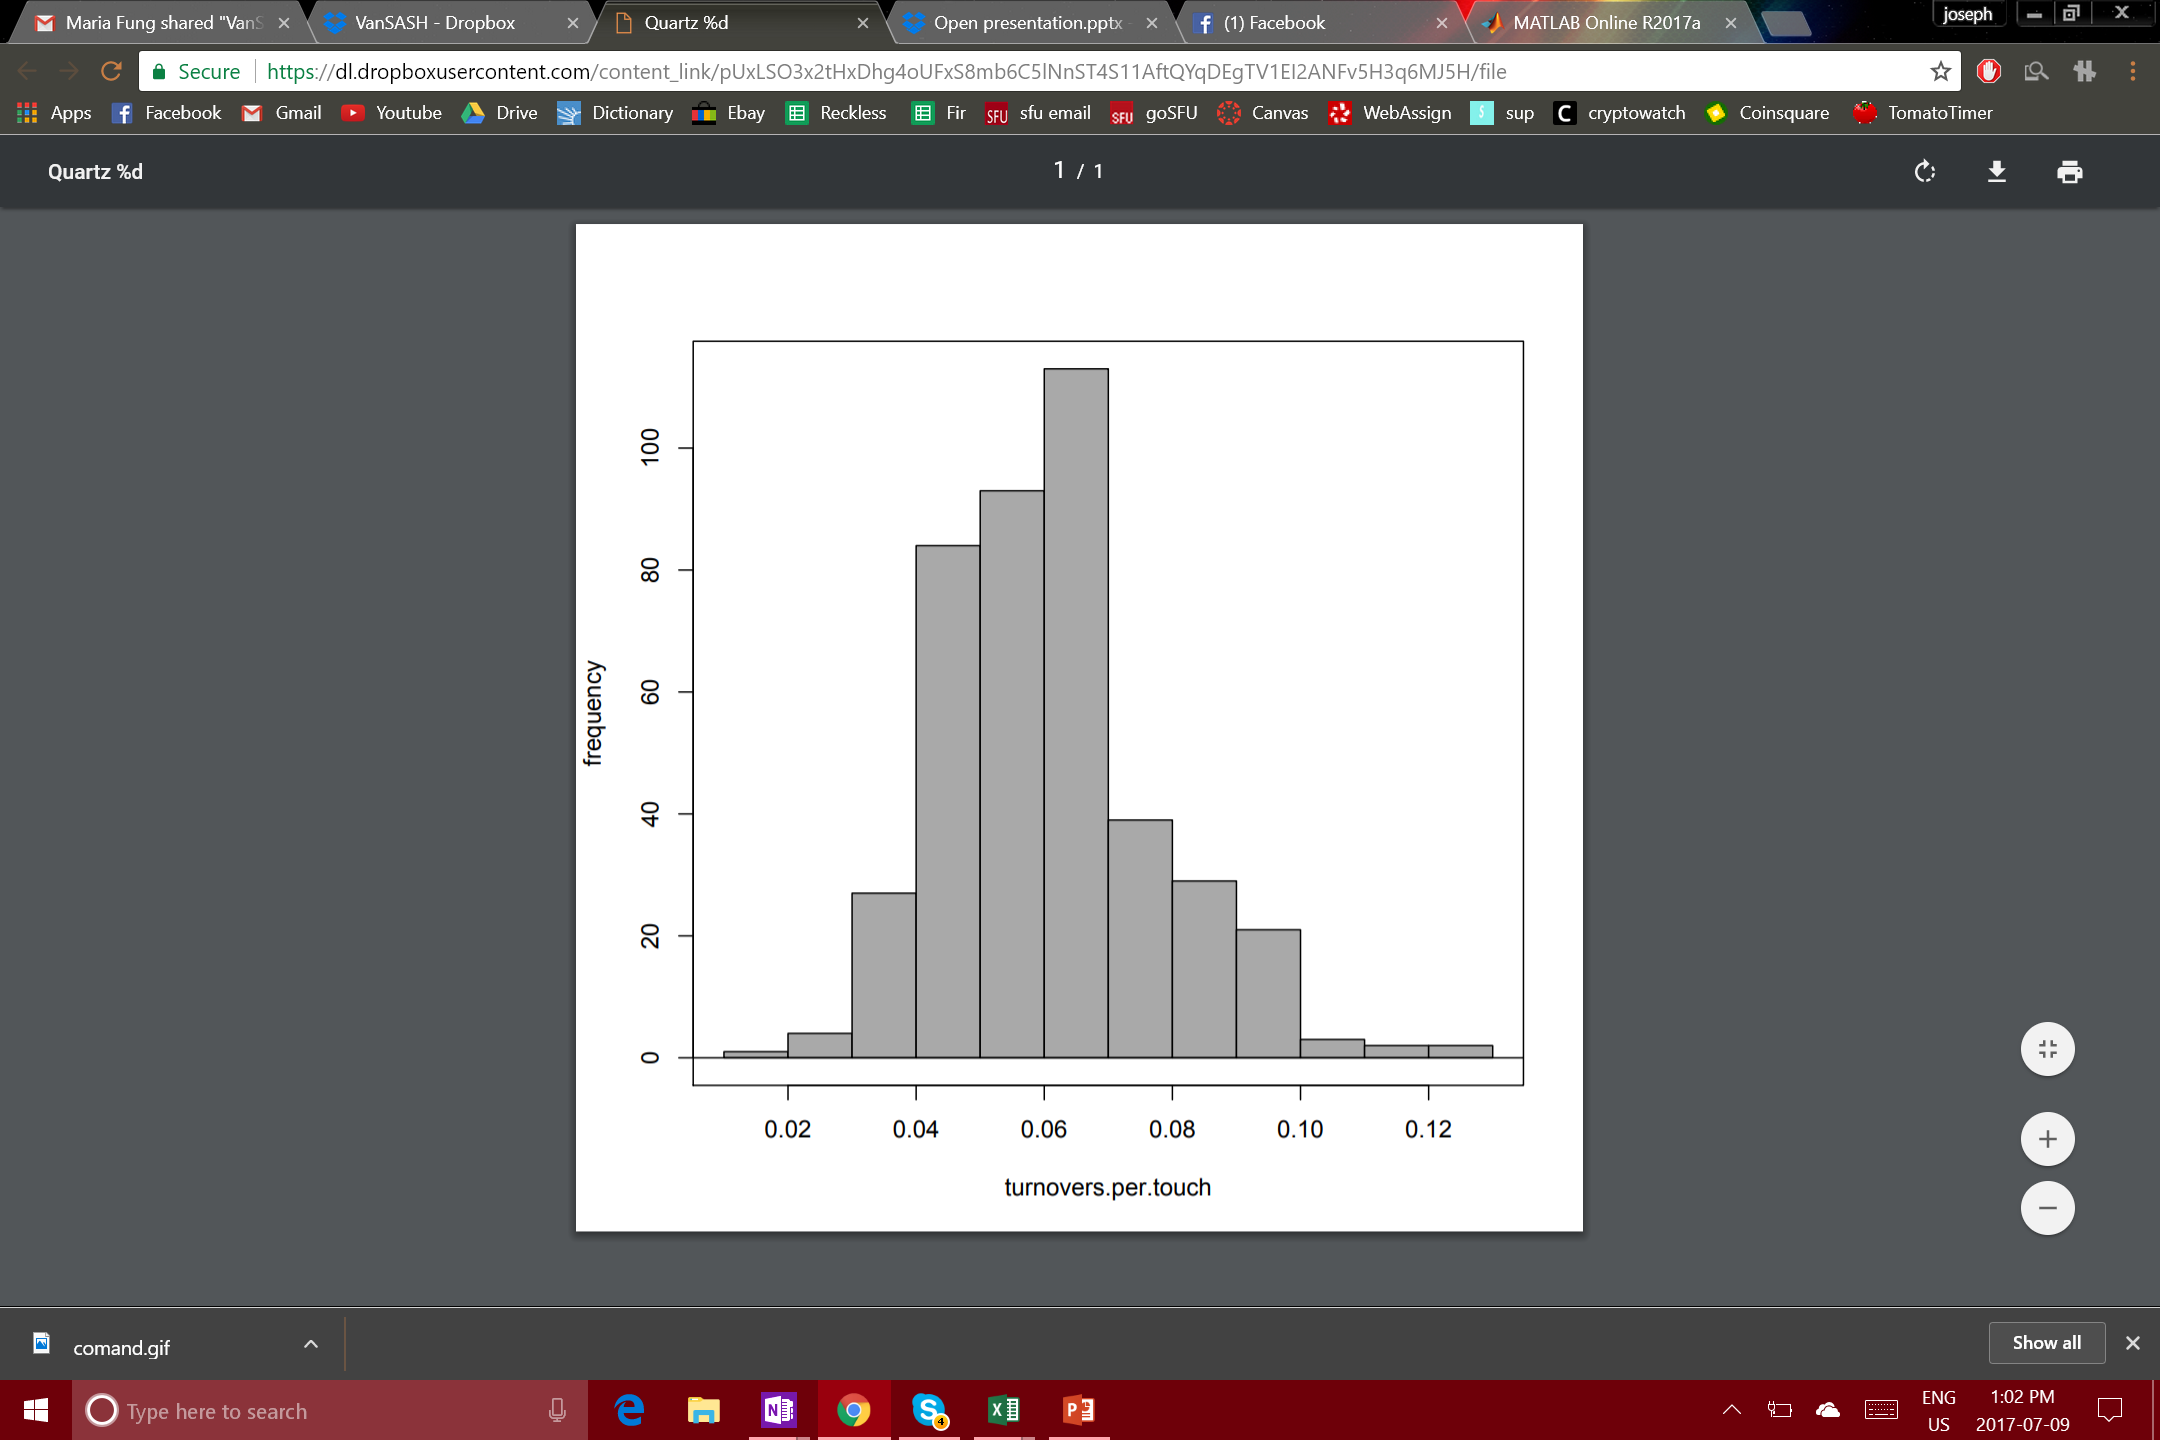 Maria Fung shared "VanS
VanSASH - Dropbox
Quartz %d
Open presentation.pptx -
(1) Facebook
MATLAB Online R2017a
joseph
Secure
https://dl.dropboxusercontent.com/content_link/pUxLSO3x2tHxDhg4oUFxS8mb6C5lNnST4S11AftQYqDEgTV1EI2ANFv5H3q6MJ5H/file
Apps Facebook Gmail Youtube Drive Dictionary Ebay Reckless Fir SFU sfu email SFU goSFU Canvas WebAssign $ sup C cryptowatch Coinsquare TomatoTimer
Quartz %d
1 / 1
frequency
100
80
60
40
20
0
0.02 0.04 0.06 0.08 0.10 0.12
turnovers.per.touch
comand.gif
Show all
Type here to search
4
ENG
US
1:02 PM
2017-07-09